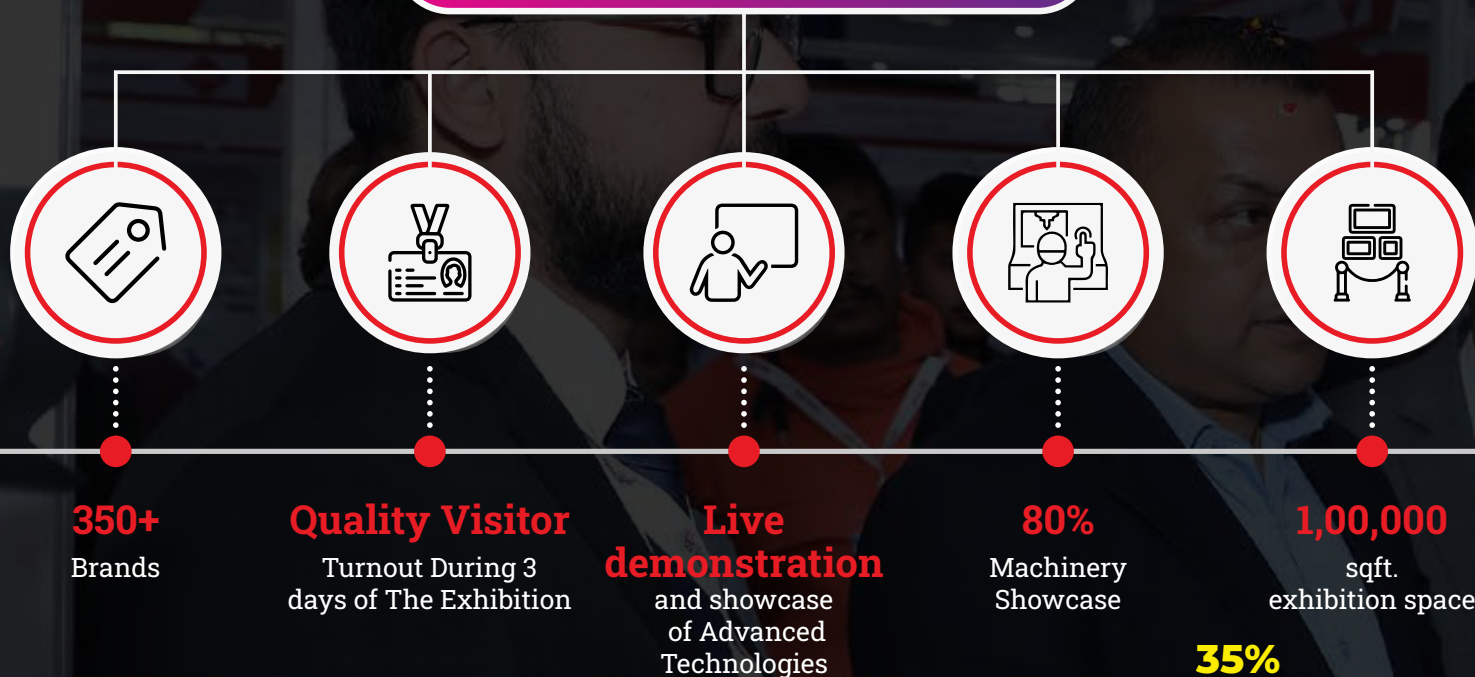 350+
Brands
Quality Visitor
Turnout During 3
days of The Exhibition
Live
demonstration
and showcase
of Advanced
Technologies
80%
Machinery
Showcase
1,00,000
sqft.
exhibition space
35%